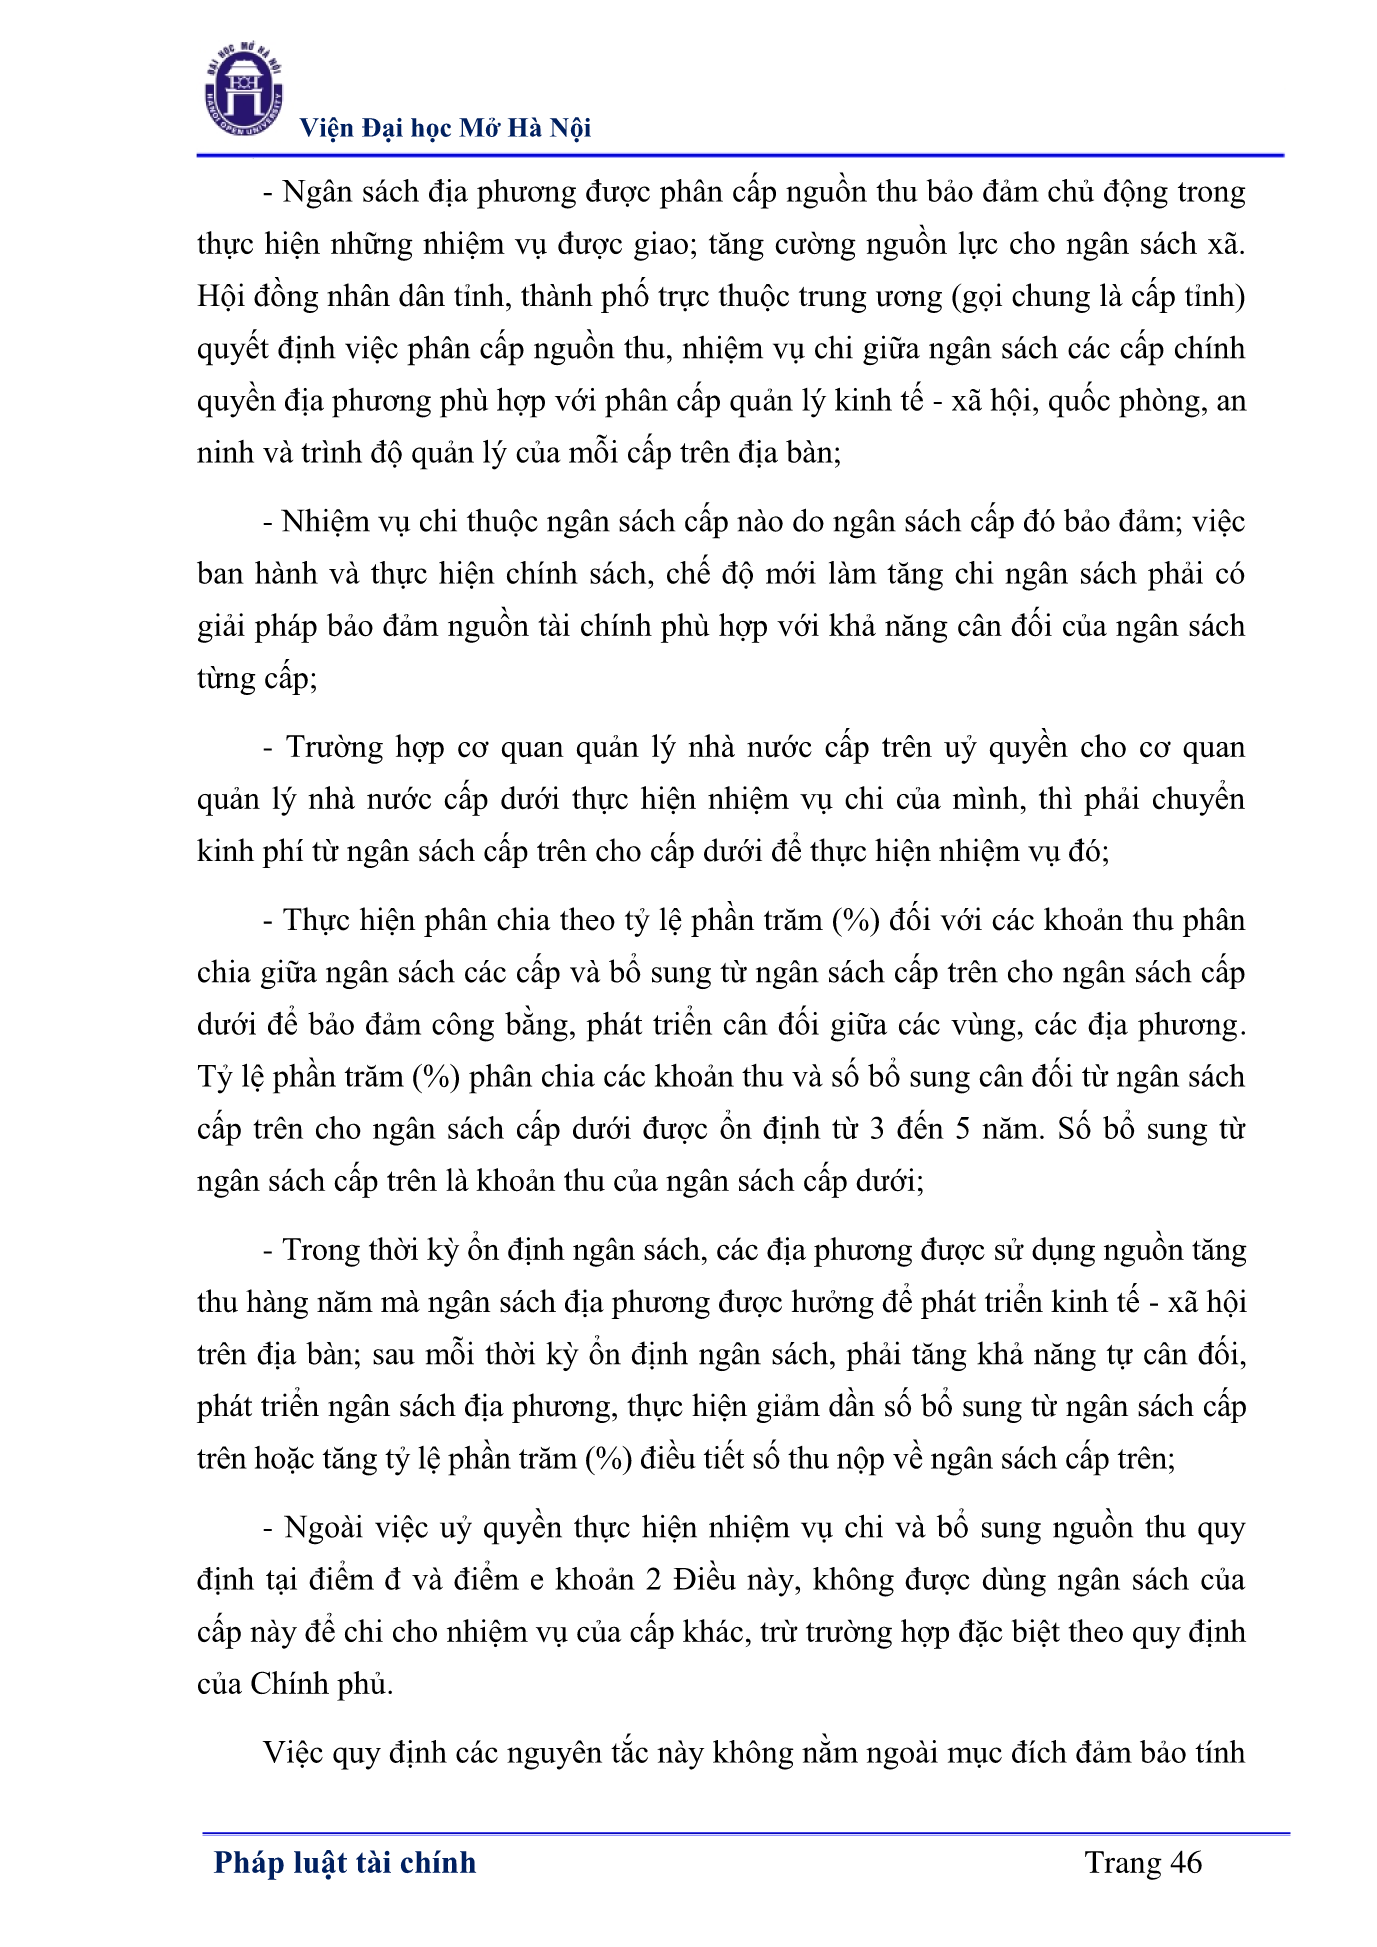 ĐẠI HỌC MỞ HÀ NỘI
HANOI OPEN UNIVERSITY
Viện Đại học Mở Hà Nội
- Ngân sách địa phương được phân cấp nguồn thu bảo đảm chủ động trong
thực hiện những nhiệm vụ được giao; tăng cường nguồn lực cho ngân sách xã.
Hội đồng nhân dân tỉnh, thành phố trực thuộc trung ương (gọi chung là cấp tỉnh)
quyết định việc phân cấp nguồn thu, nhiệm vụ chi giữa ngân sách các cấp chính
quyền địa phương phù hợp với phân cấp quản lý kinh tế - xã hội, quốc phòng, an
ninh và trình độ quản lý của mỗi cấp trên địa bàn;
- Nhiệm vụ chi thuộc ngân sách cấp nào do ngân sách cấp đó bảo đảm; việc
ban hành và thực hiện chính sách, chế độ mới làm tăng chi ngân sách phải có
giải pháp bảo đảm nguồn tài chính phù hợp với khả năng cân đối của ngân sách
từng cấp;
- Trường hợp cơ quan quản lý nhà nước cấp trên uỷ quyền cho cơ quan
quản lý nhà nước cấp dưới thực hiện nhiệm vụ chi của mình, thì phải chuyển
kinh phí từ ngân sách cấp trên cho cấp dưới để thực hiện nhiệm vụ đó;
- Thực hiện phân chia theo tỷ lệ phần trăm (%) đối với các khoản thu phân
chia giữa ngân sách các cấp và bổ sung từ ngân sách cấp trên cho ngân sách cấp
dưới để bảo đảm công bằng, phát triển cân đối giữa các vùng, các địa phương.
Tỷ lệ phần trăm (%) phân chia các khoản thu và số bổ sung cân đối từ ngân sách
cấp trên cho ngân sách cấp dưới được ổn định từ 3 đến 5 năm. Số bổ sung từ
ngân sách cấp trên là khoản thu của ngân sách cấp dưới;
- Trong thời kỳ ổn định ngân sách, các địa phương được sử dụng nguồn tăng
thu hàng năm mà ngân sách địa phương được hưởng để phát triển kinh tế - xã hội
trên địa bàn; sau mỗi thời kỳ ổn định ngân sách, phải tăng khả năng tự cân đối,
phát triển ngân sách địa phương, thực hiện giảm dần số bổ sung từ ngân sách cấp
trên hoặc tăng tỷ lệ phần trăm (%) điều tiết số thu nộp về ngân sách cấp trên;
- Ngoài việc uỷ quyền thực hiện nhiệm vụ chi và bổ sung nguồn thu quy
định tại điểm đ và điểm e khoản 2 Điều này, không được dùng ngân sách của
cấp này để chi cho nhiệm vụ của cấp khác, trừ trường hợp đặc biệt theo quy định
của Chính phủ.
Việc quy định các nguyên tắc này không nằm ngoài mục đích đảm bảo tính
Pháp luật tài chính Trang 46